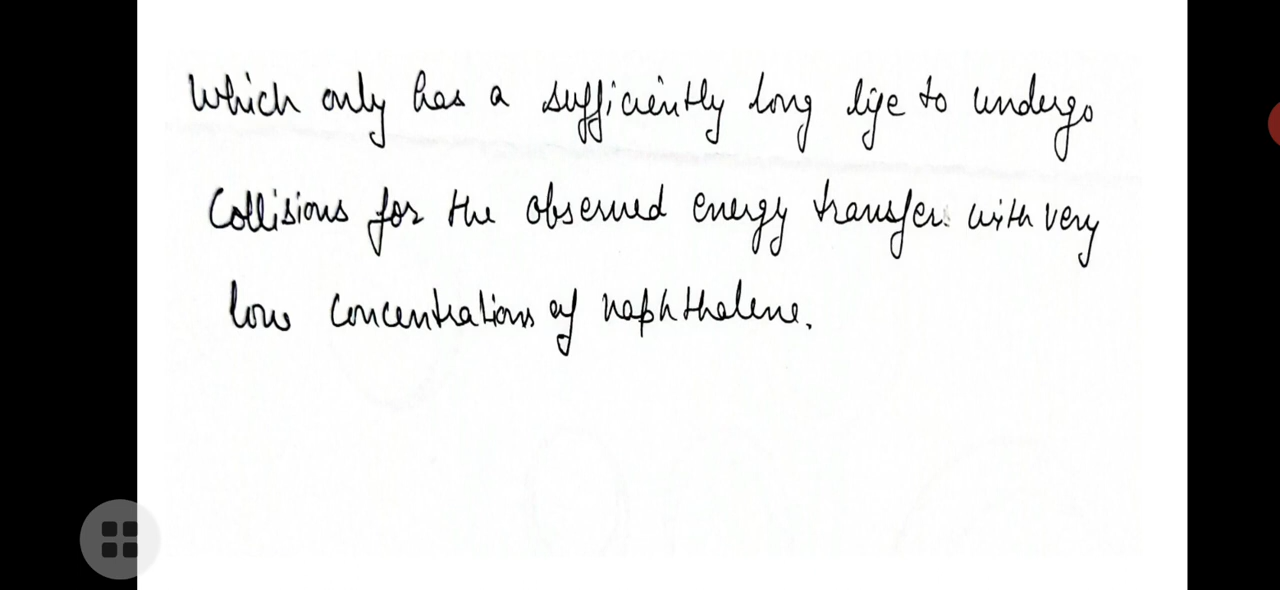 Which only has a sufficiently long life to undergo
Collisions for the observed energy transfer with very
low concentrations of naphthalene.